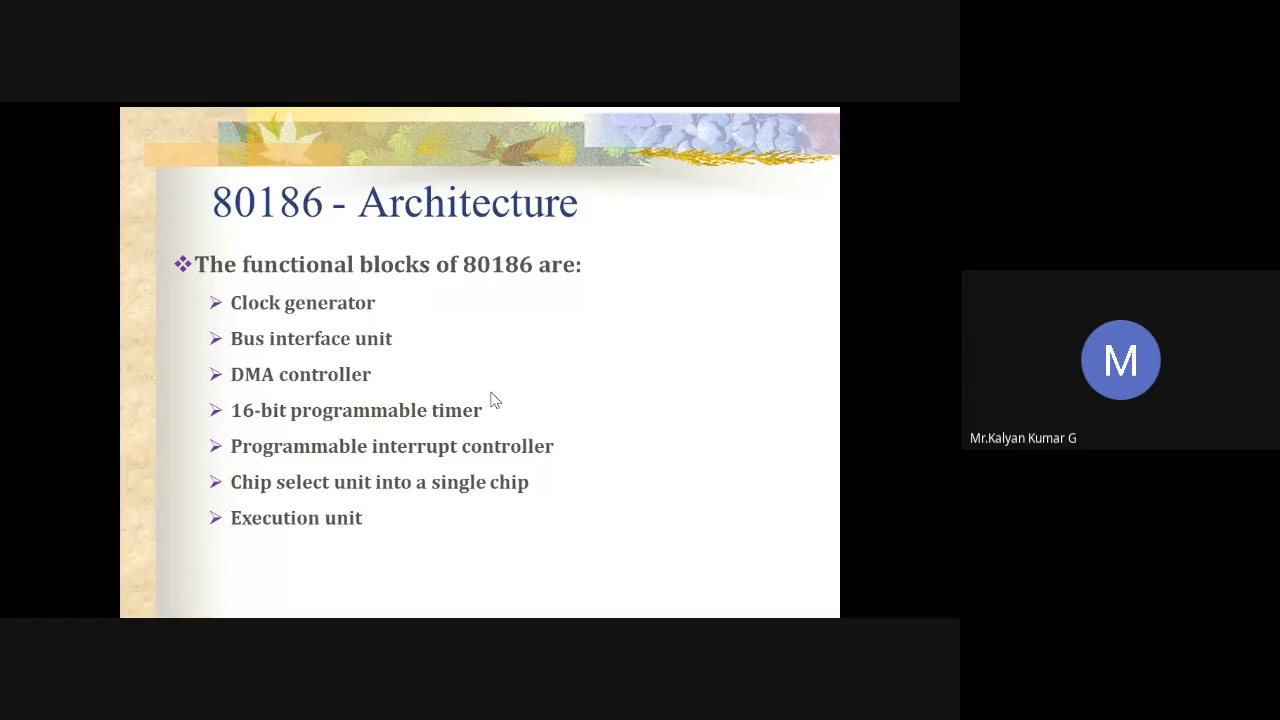 80186 - Architecture
The functional blocks of 80186 are:
Clock generator
Bus interface unit
DMA controller
16-bit programmable timer
Programmable interrupt controller
Chip select unit into a single chip
Execution unit
M
Mr.Kalyan Kumar G